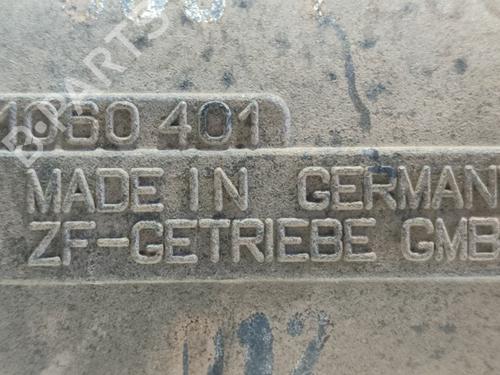 1060 401
MADE IN GERMAN
ZF-GETRIEBE GMB